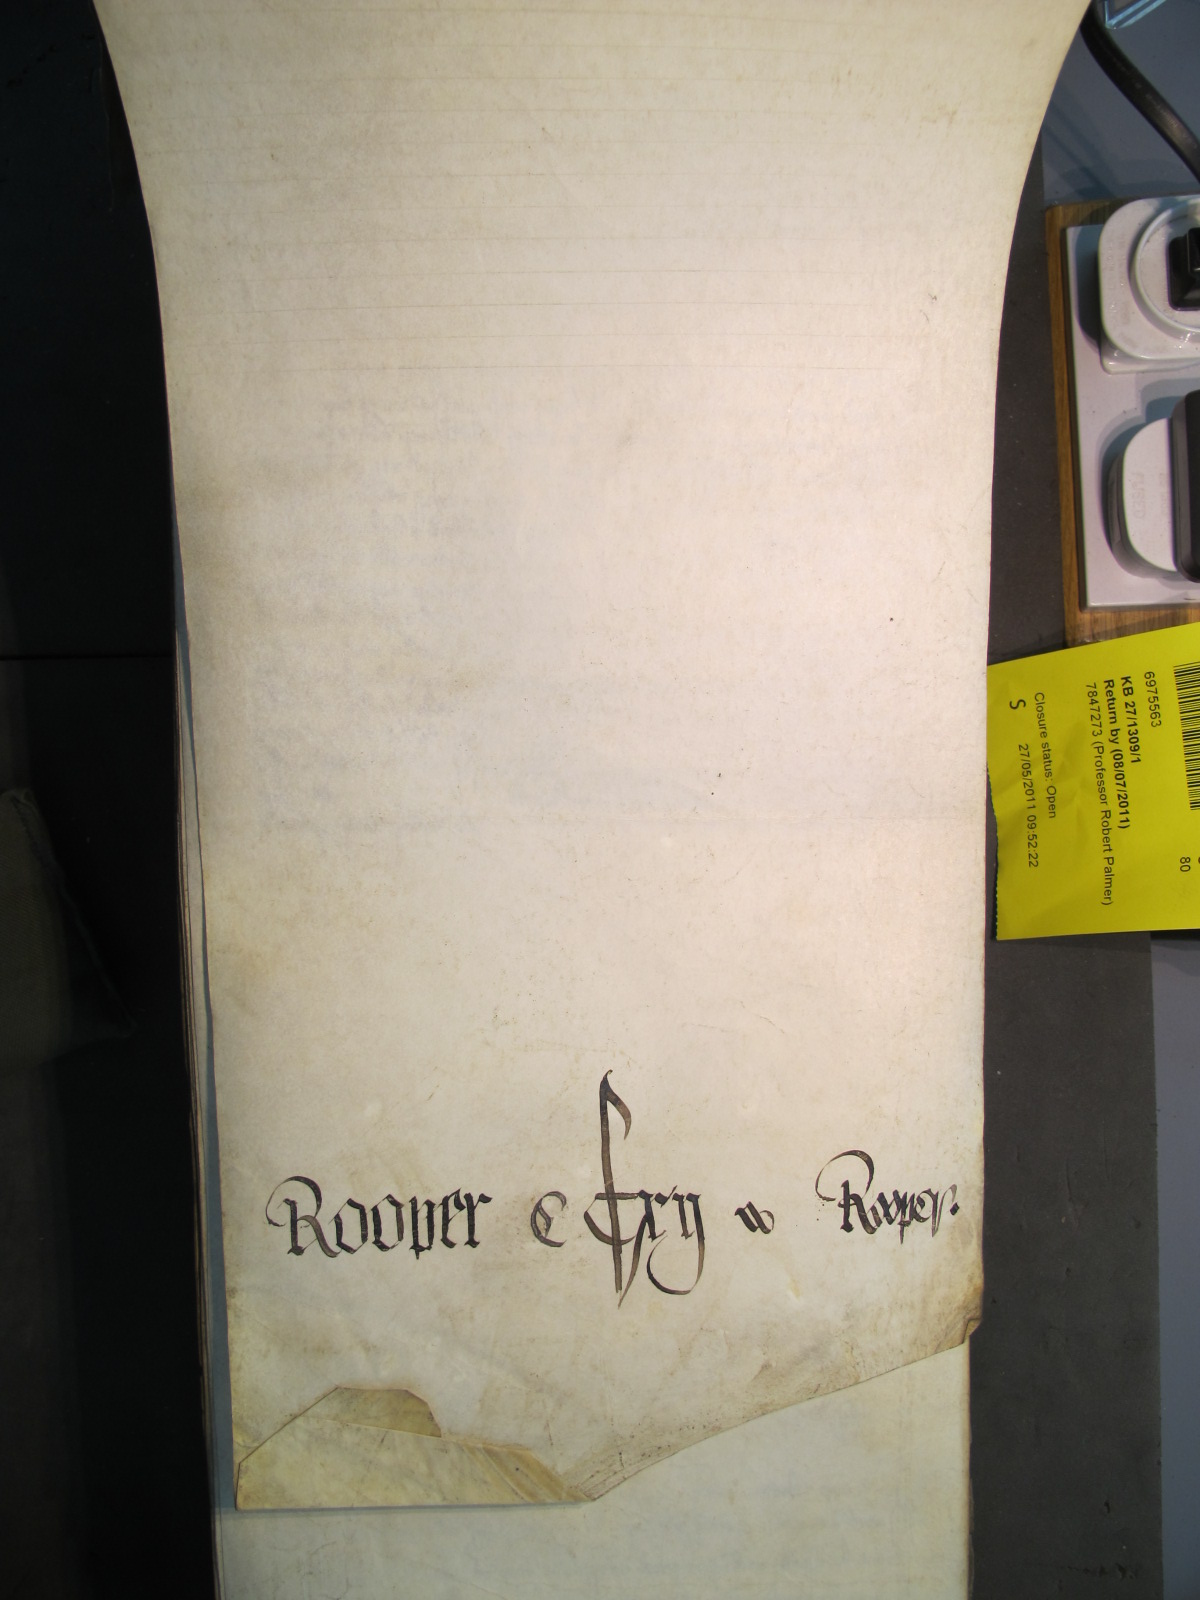 Rooper
Rooper
6975563
KB 27/1309/1
Return by (08/07/2011)
7847273 (Professor Robert Palmer)
Closure status: Open
S 27/05/2011 09:52:22
80